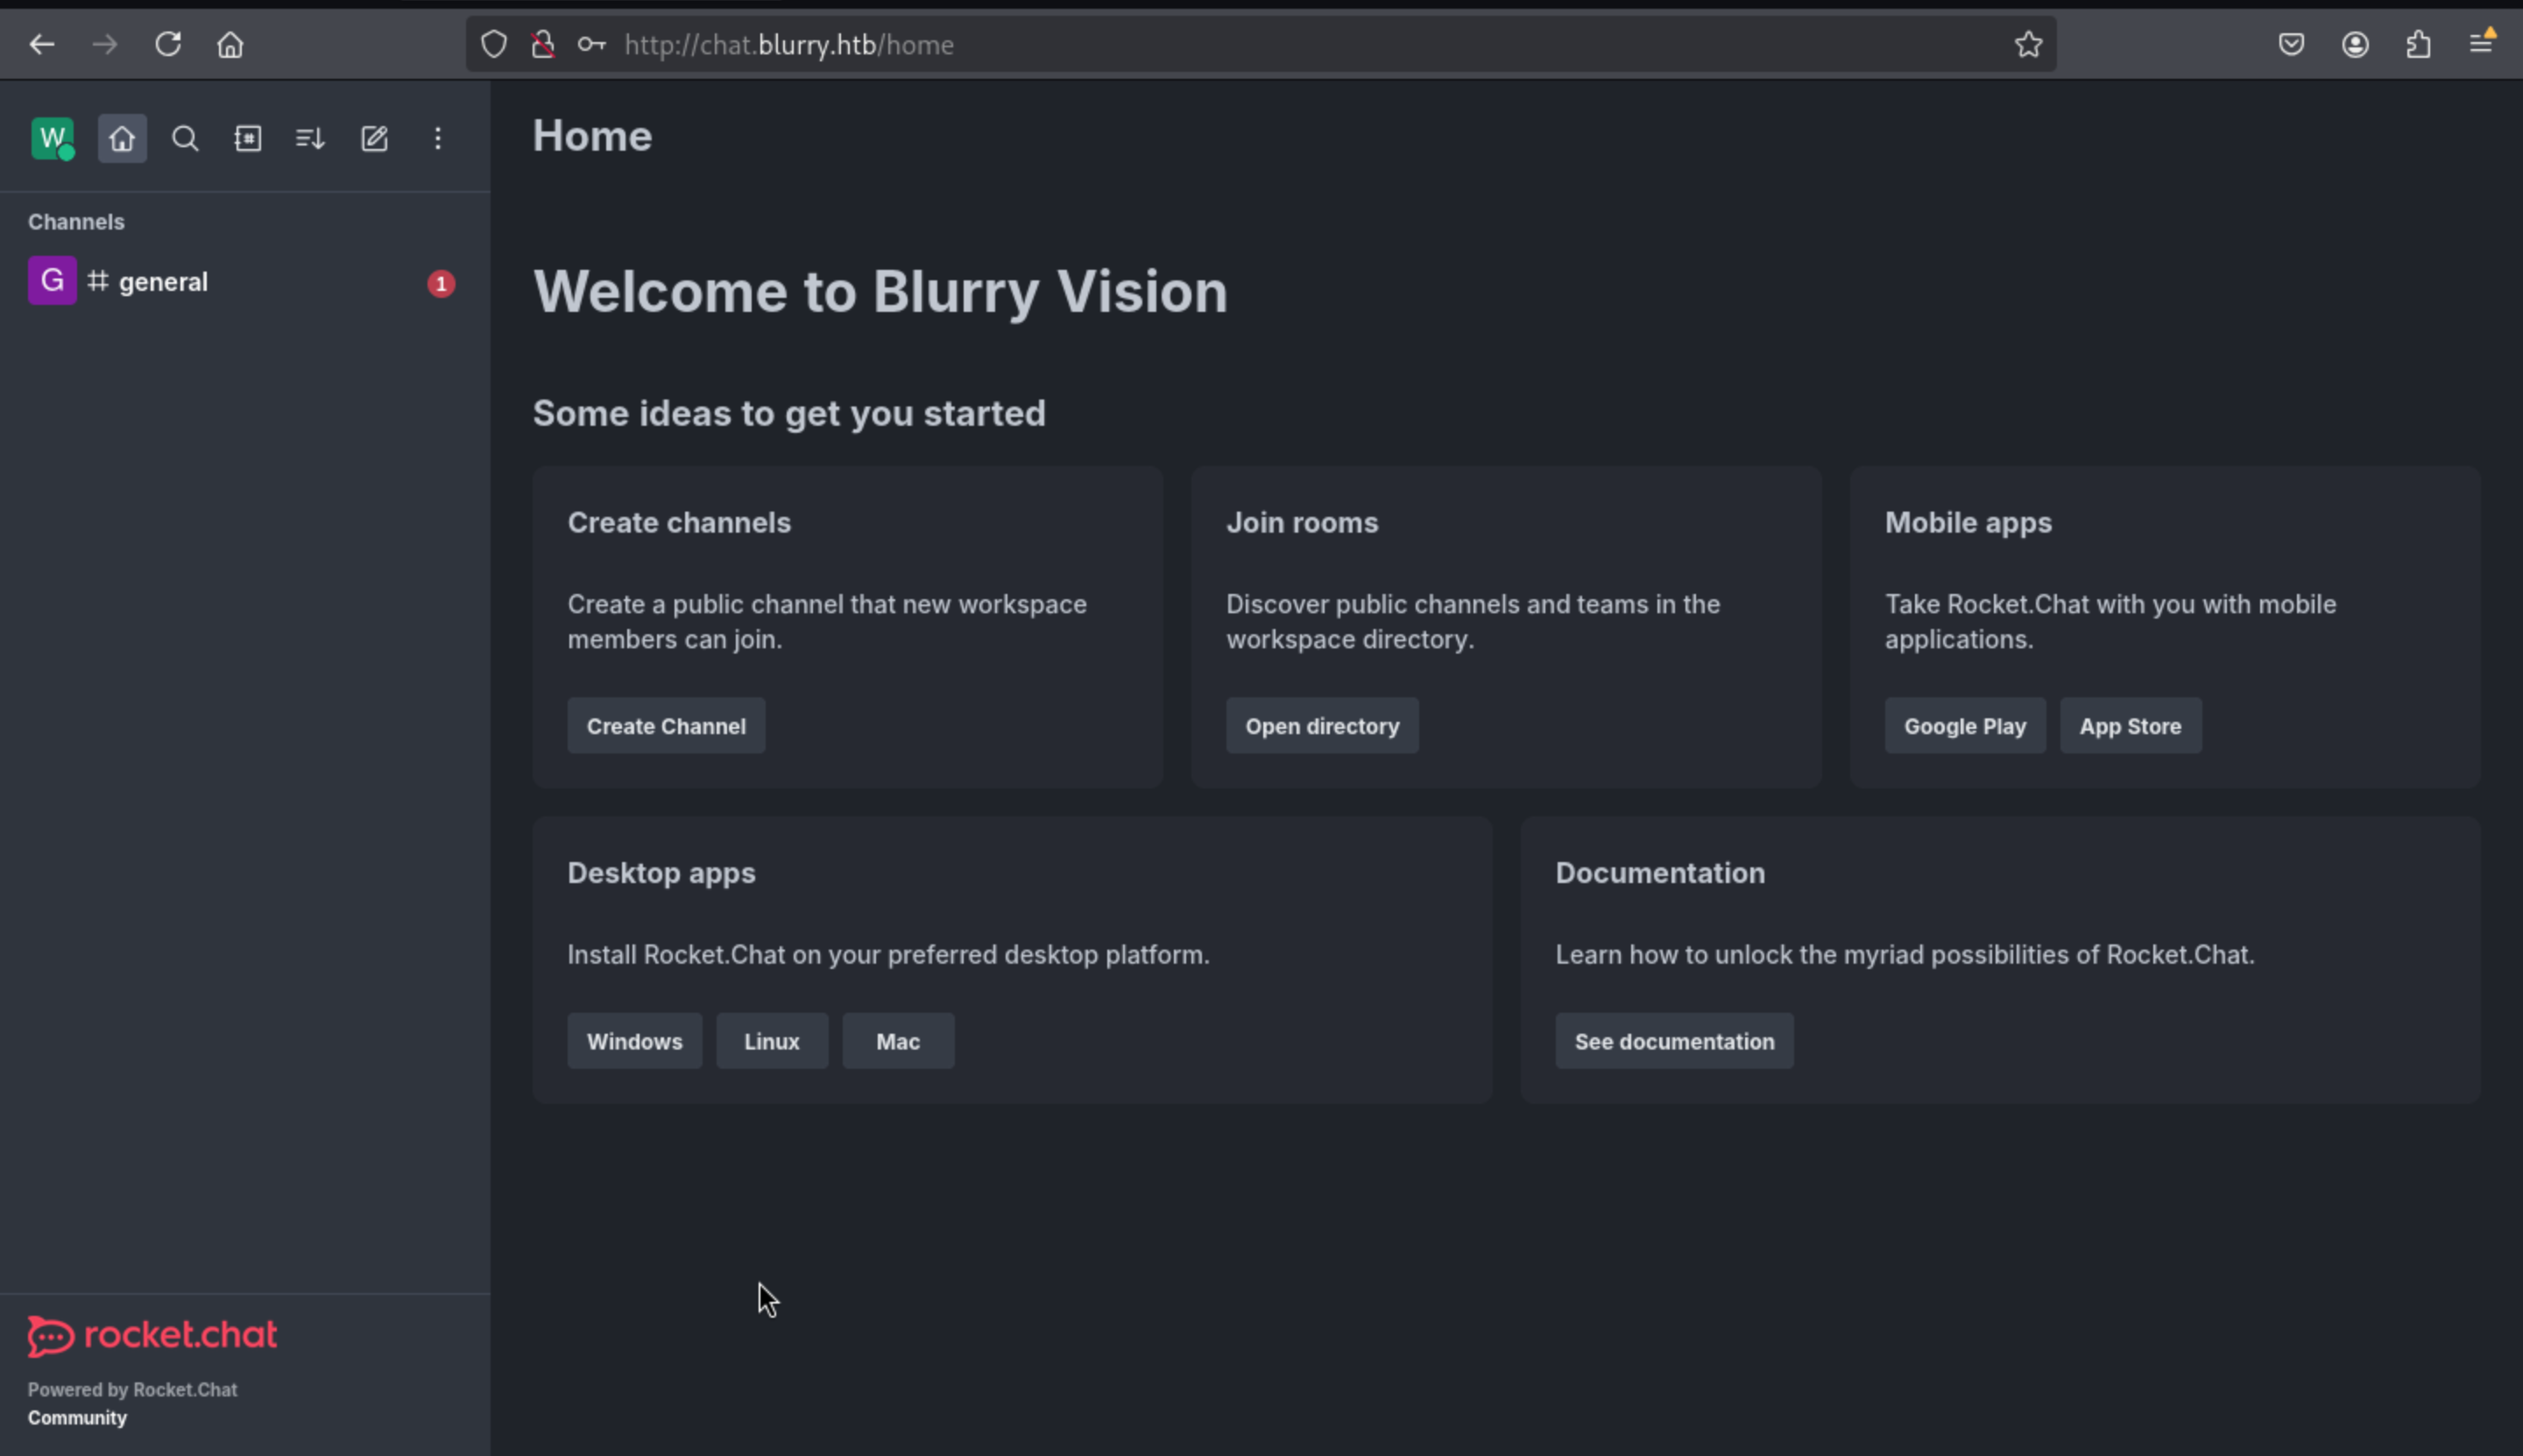 http://chat.blurry.htb/home
W
Home
Channels
G # general 1
Welcome to Blurry Vision
Some ideas to get you started
Create channels
Create a public channel that new workspace
members can join.
Create Channel
Join rooms
Discover public channels and teams in the
workspace directory.
Open directory
Mobile apps
Take Rocket.Chat with you with mobile
applications.
Google Play App Store
Desktop apps
Install Rocket.Chat on your preferred desktop platform.
Windows Linux Mac
Documentation
Learn how to unlock the myriad possibilities of Rocket.Chat.
See documentation
rocket.chat
Powered by Rocket.Chat
Community